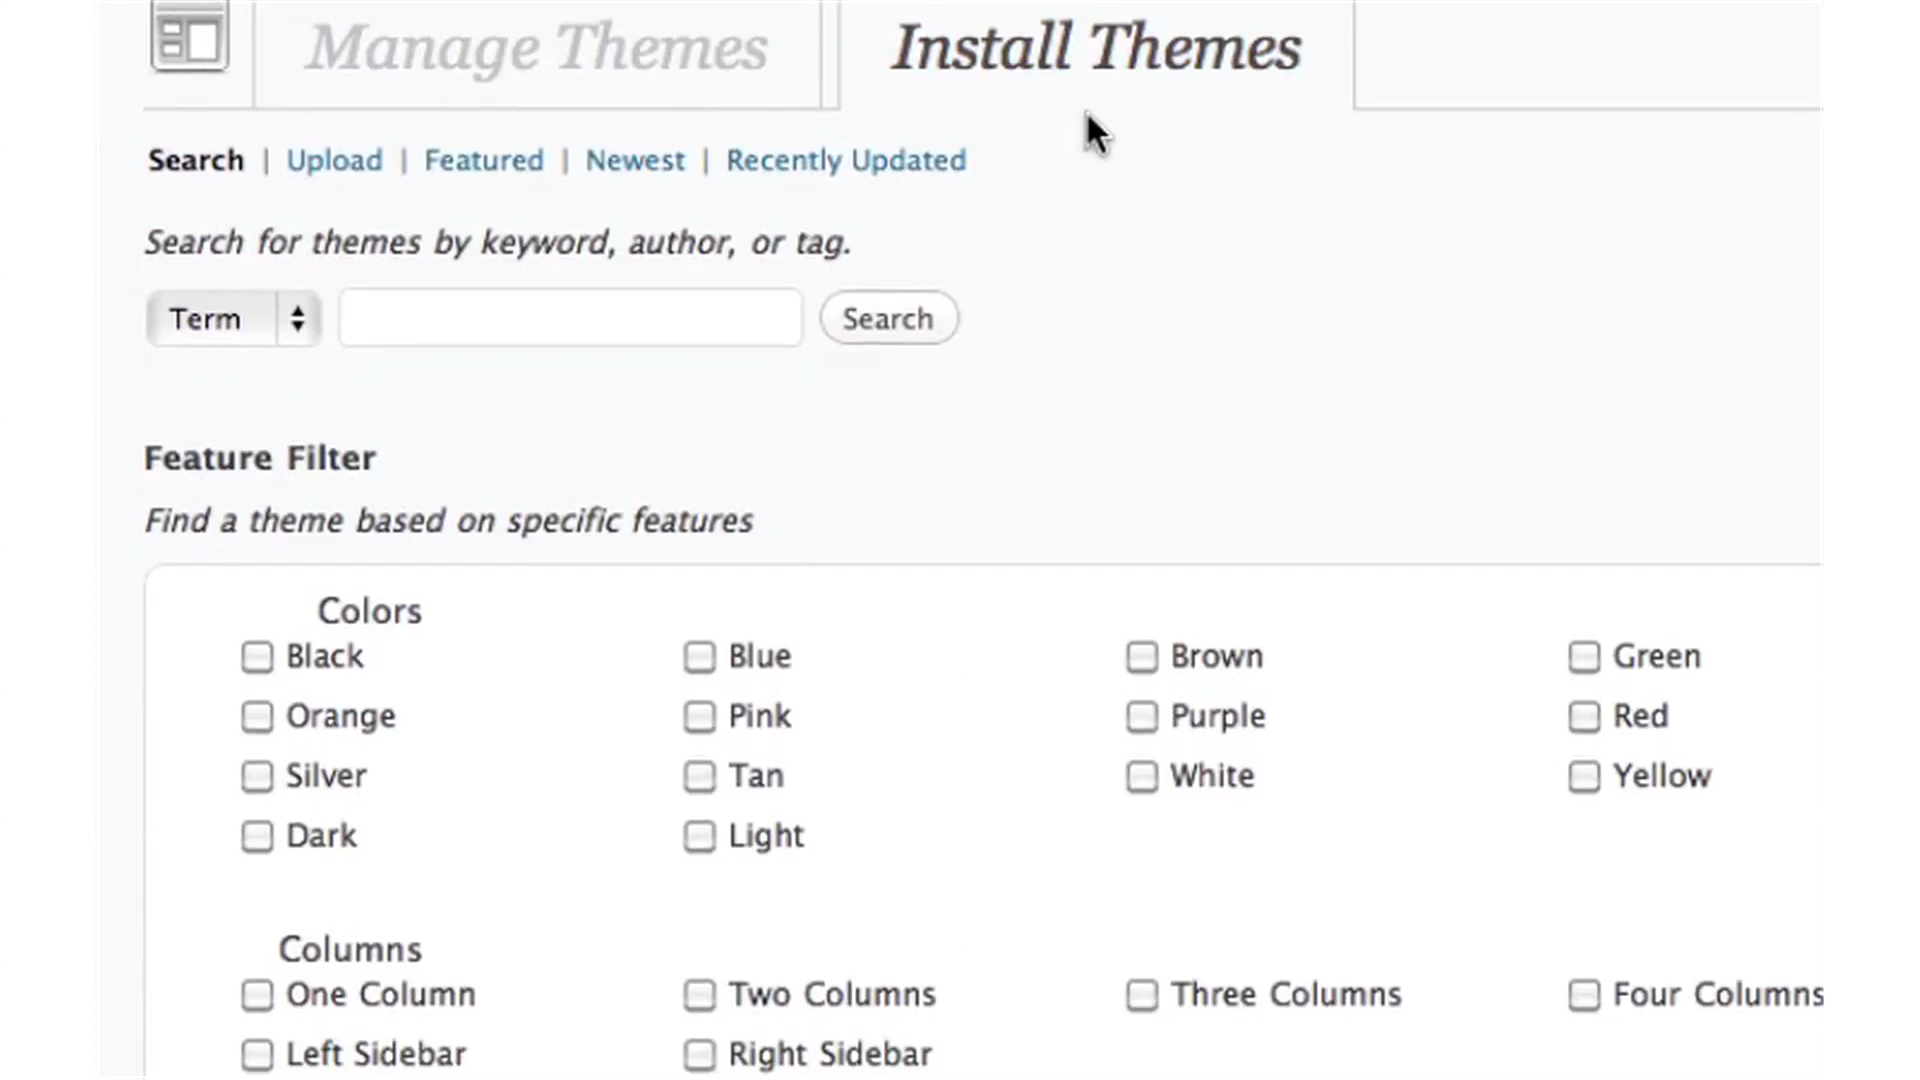 Manage Themes Install Themes
Search | Upload | Featured | Newest | Recently Updated
Search for themes by keyword, author, or tag.
Term Search
Feature Filter
Find a theme based on specific features
Colors
Black Blue Brown Green
Orange Pink Purple Red
Silver Tan White Yellow
Dark Light
Columns
One Column Two Columns Three Columns Four Columns
Left Sidebar Right Sidebar